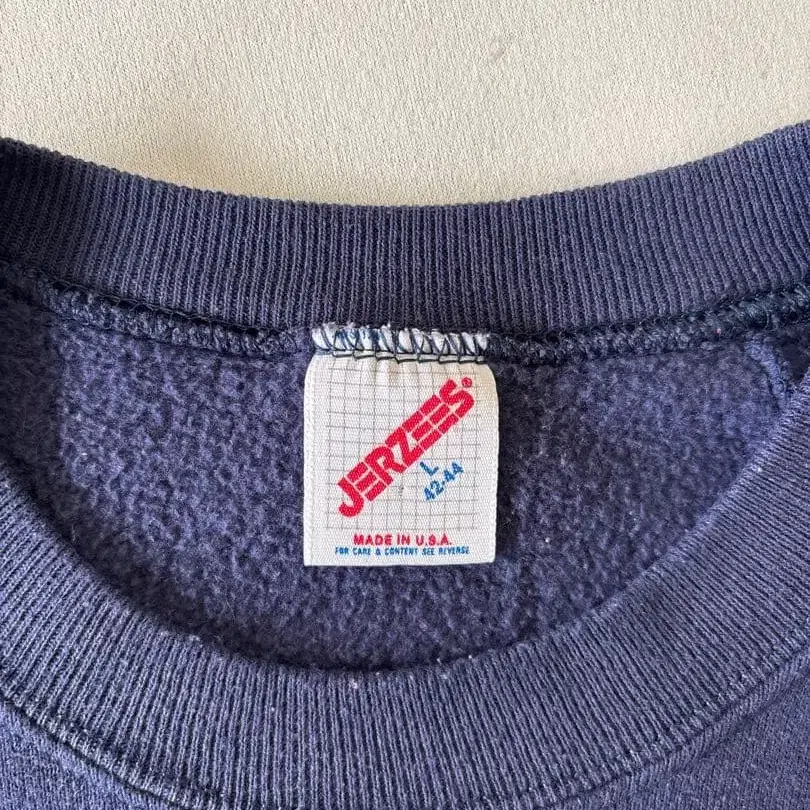 JERZEES®
L
42-44
MADE IN U.S.A.
FOR CARE & CONTENT SEE REVERSE